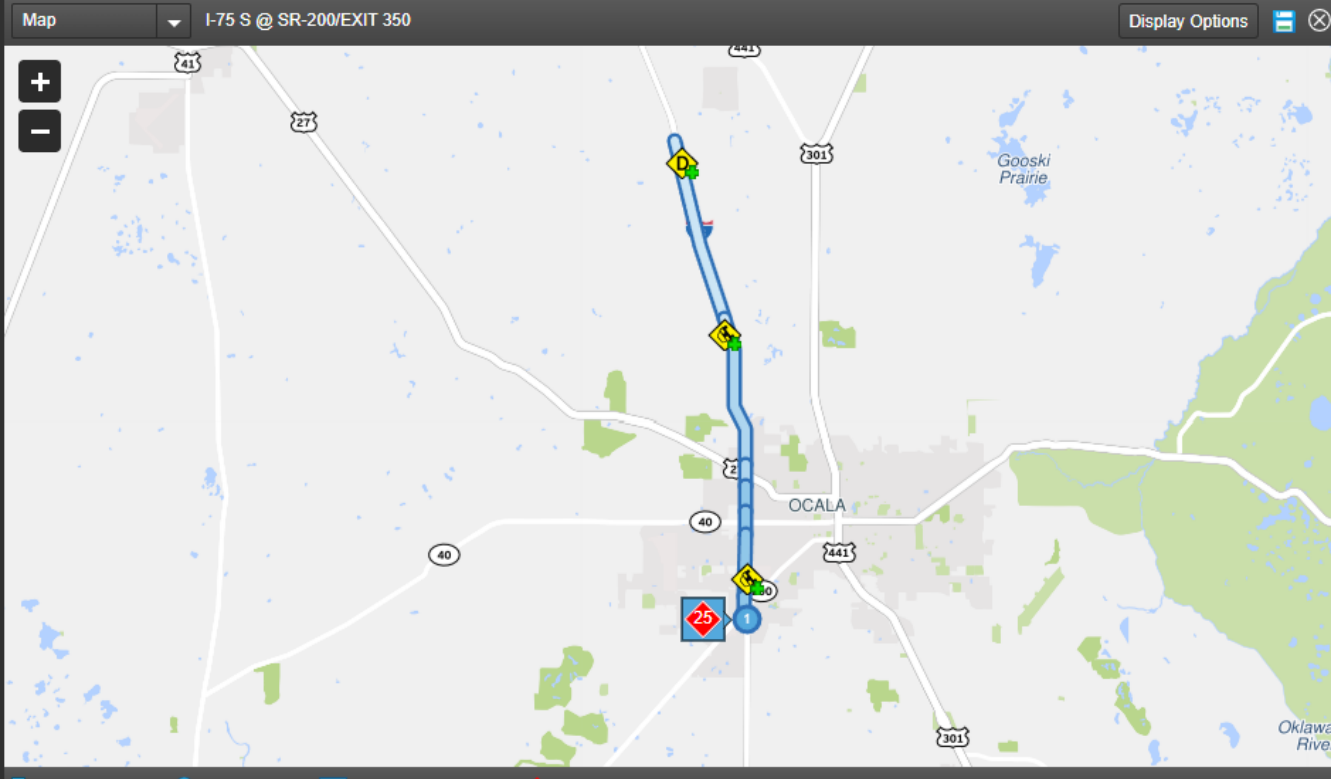 Map
I-75 S @ SR-200/EXIT 350
Display Options
+
−
41
441
27
301
Gooski
Prairie
D
OCALA
40
40
441
25
1
301
Oklawa
Rive